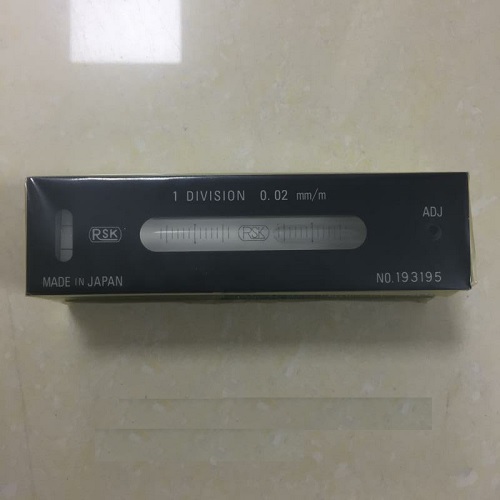 1 DIVISION 0.02 mm/m
ADJ
RSK
RSK
MADE IN JAPAN
NO.193195